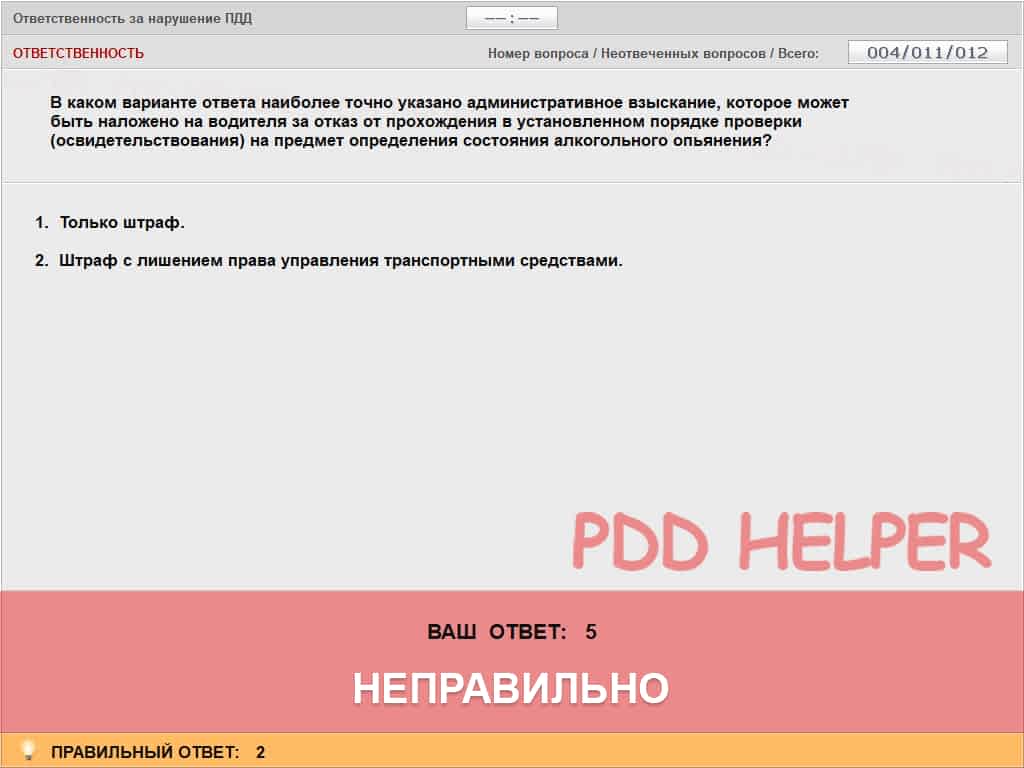 Ответственность за нарушение ПДД
–– : ––
ОТВЕТСТВЕННОСТЬ
Номер вопроса / Неотвеченных вопросов / Всего:
004/011/012
В каком варианте ответа наиболее точно указано административное взыскание, которое может
быть наложено на водителя за отказ от прохождения в установленном порядке проверки
(освидетельствования) на предмет определения состояния алкогольного опьянения?
1. Только штраф.
2. Штраф с лишением права управления транспортными средствами.
PDD HELPER
ВАШ ОТВЕТ: 5
НЕПРАВИЛЬНО
ПРАВИЛЬНЫЙ ОТВЕТ: 2